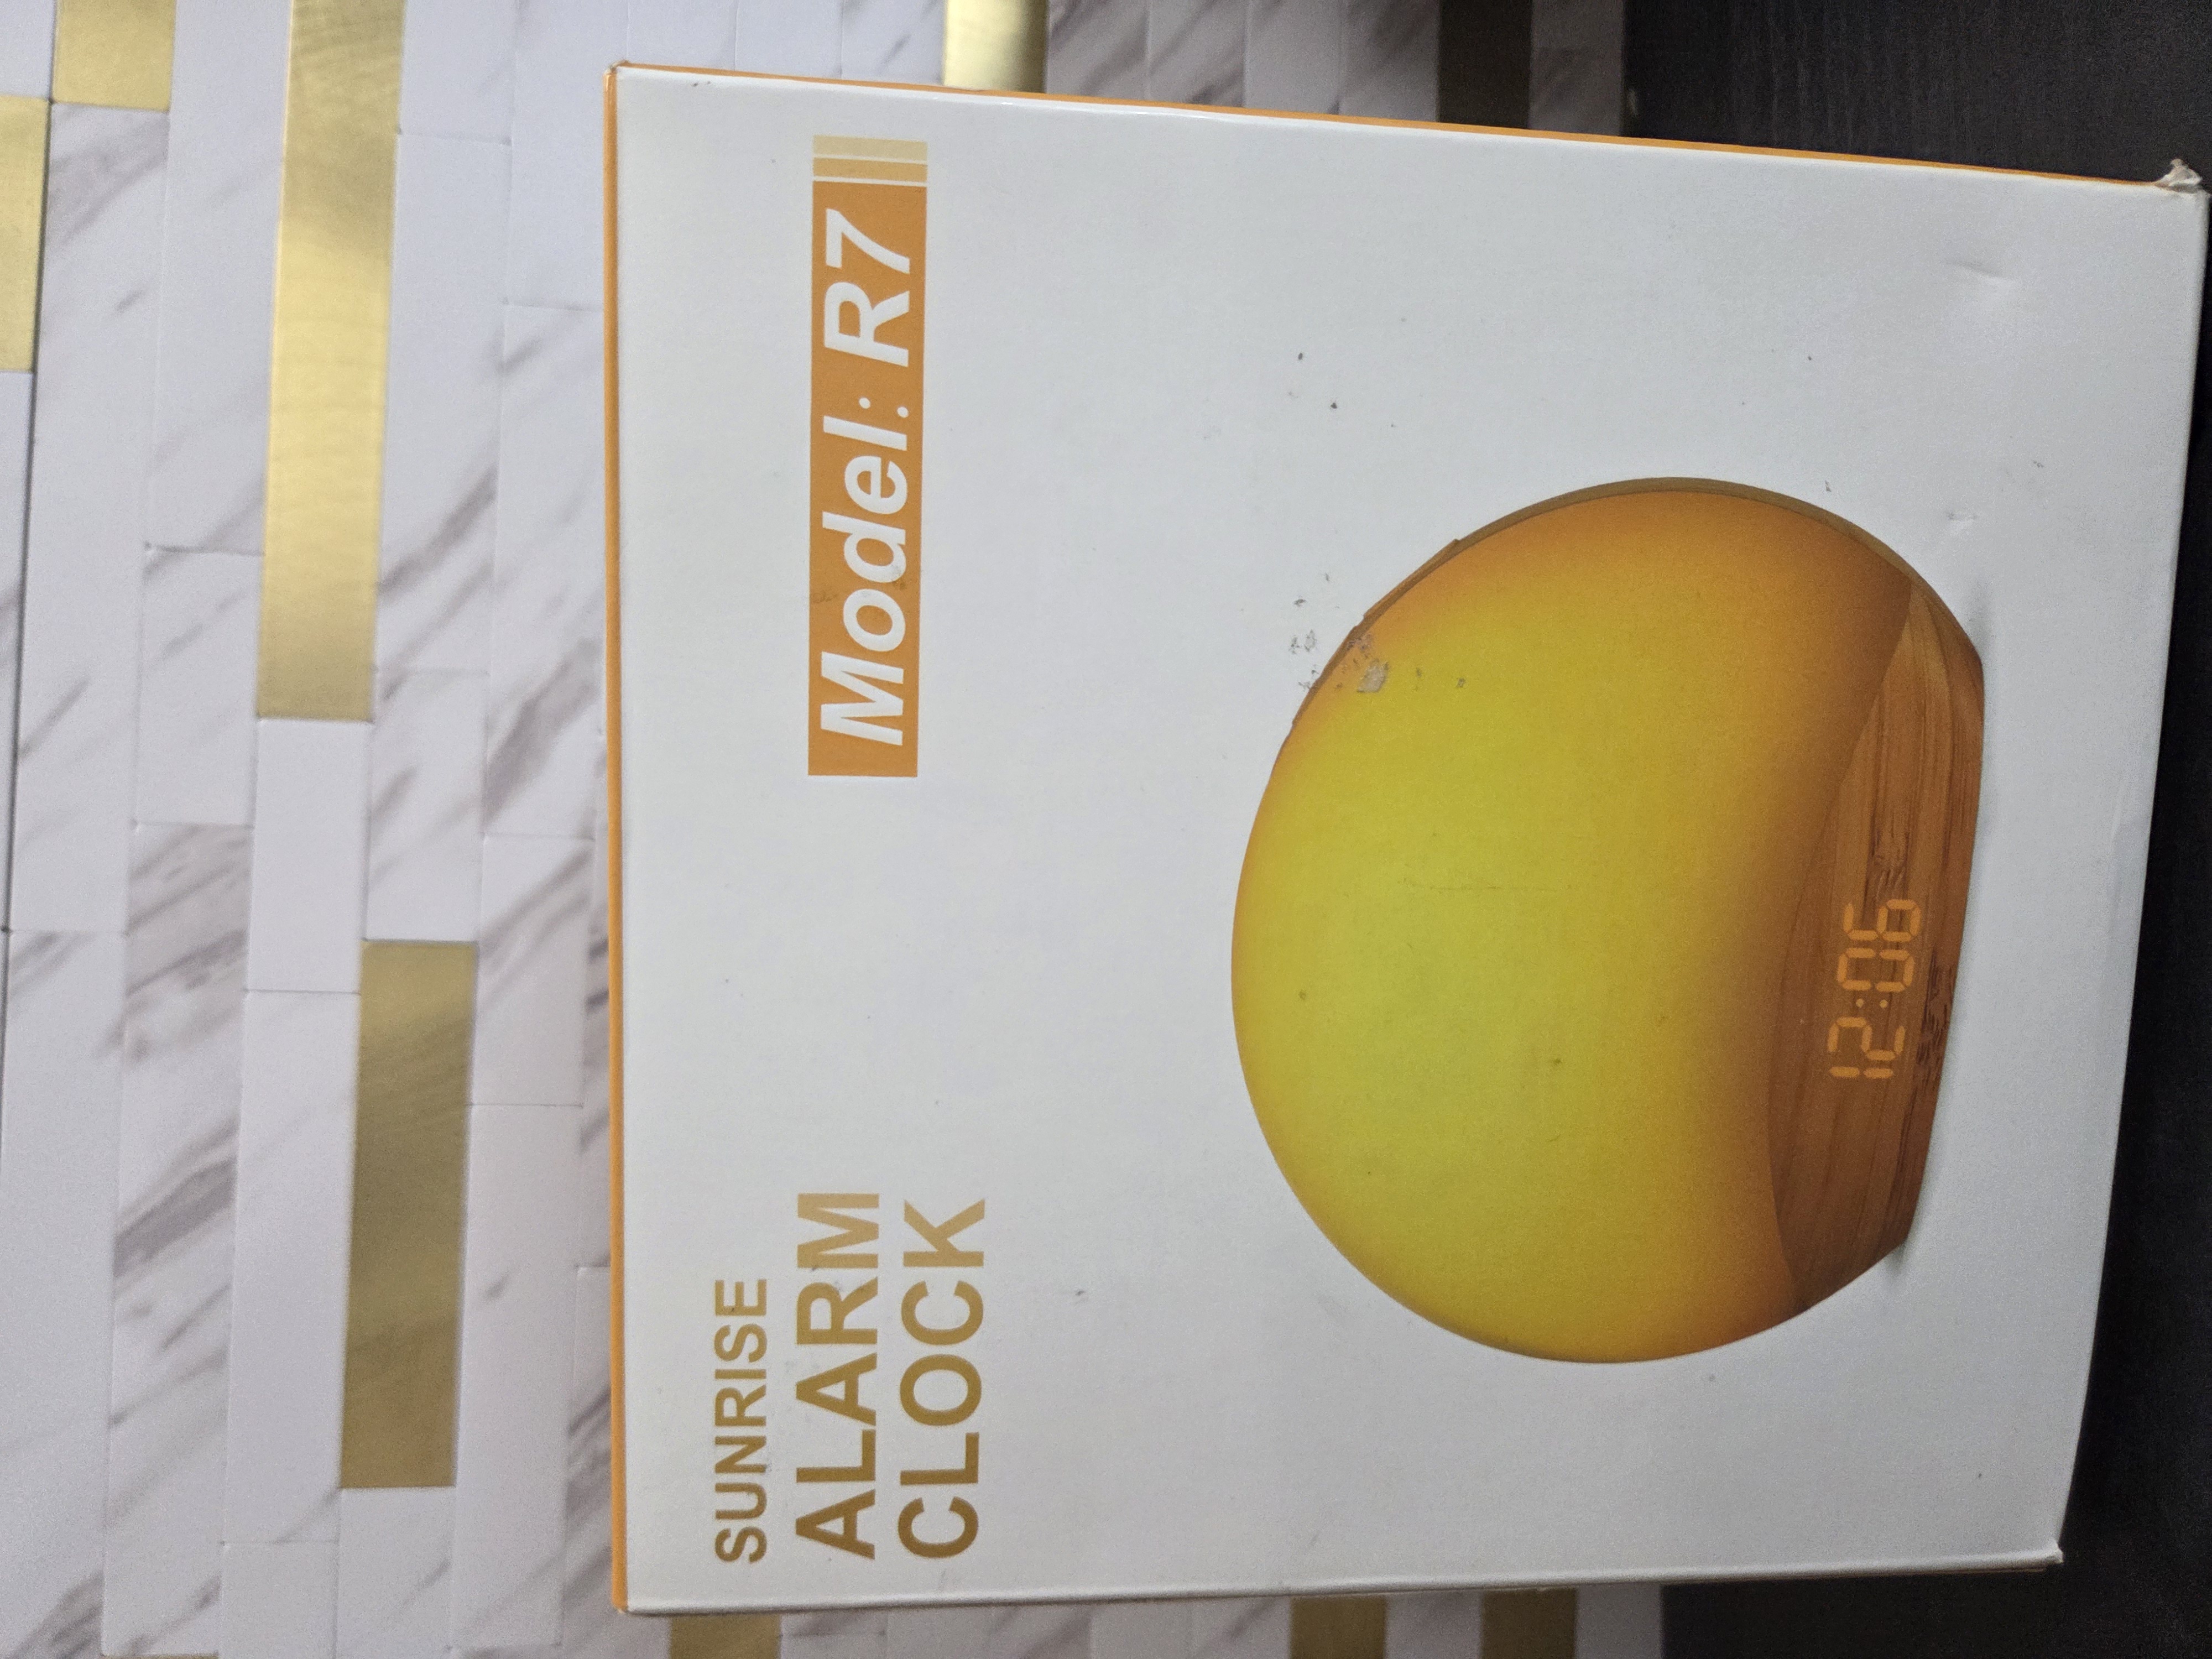 SUNRISE
ALARM
CLOCK
Model: R7
12:06